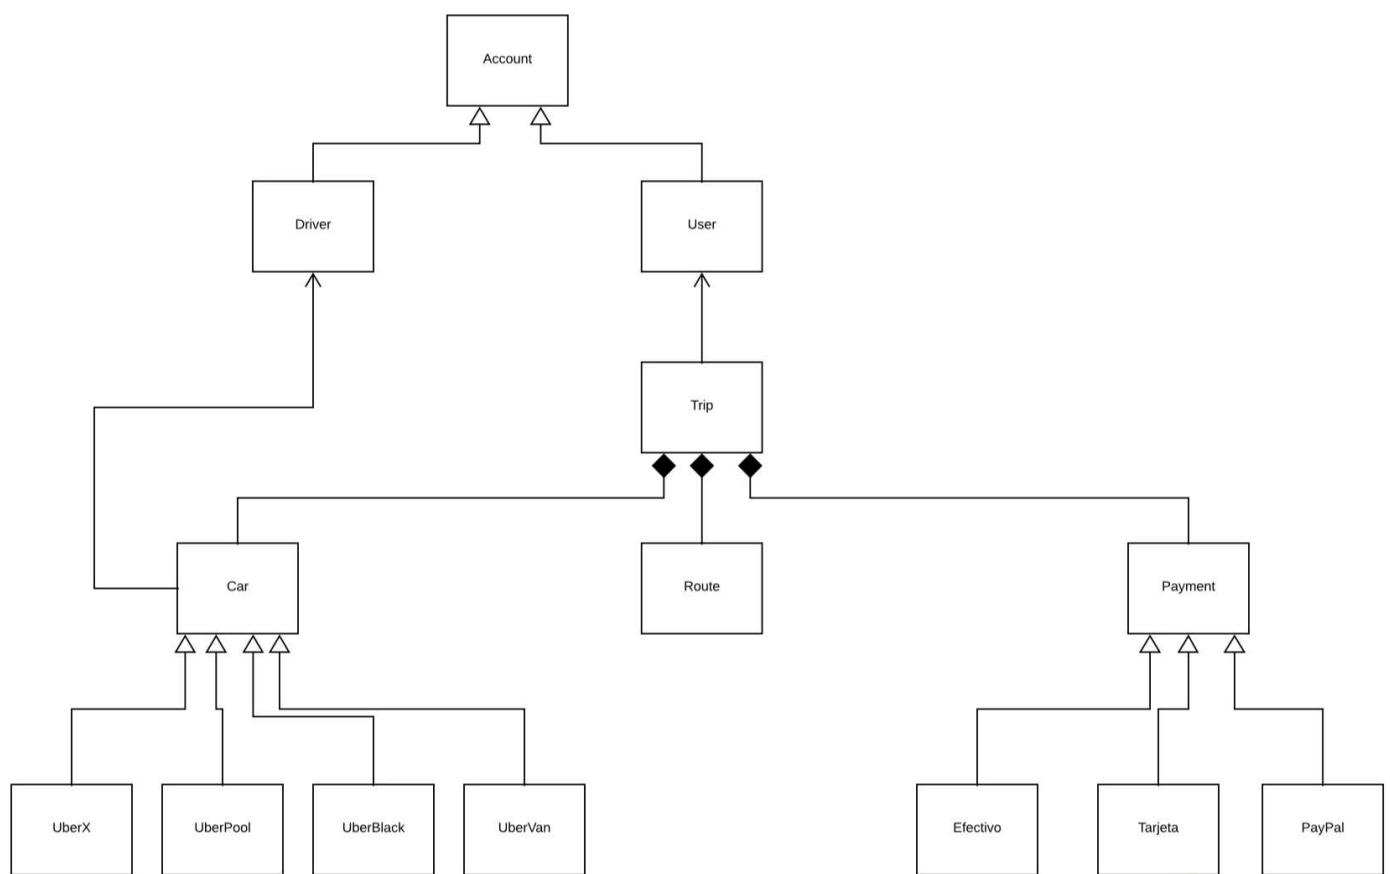 Account
Driver
User
Trip
Car
Route
Payment
UberX
UberPool
UberBlack
UberVan
Efectivo
Tarjeta
PayPal